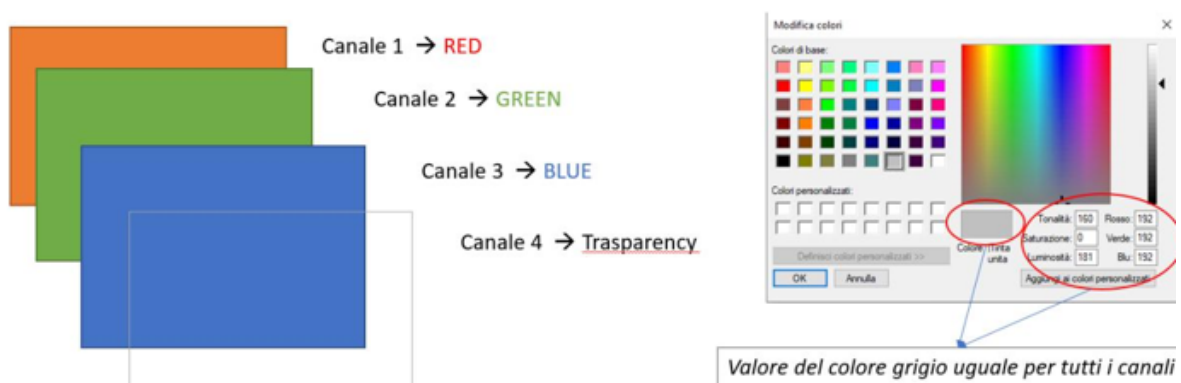 Canale 1 → RED
Canale 2 → GREEN
Canale 3 → BLUE
Canale 4 → Trasparency
Modifica colori
Colori di base:
Colori personalizzati:
Definisci colori personalizzati >>
OK Annulla
Colore Tinta
unita
Tonalità: 160 Rosso: 192
Saturazione: 0 Verde: 192
Luminosità: 181 Blu: 192
Aggiungi ai colori personalizzati
Valore del colore grigio uguale per tutti i canali